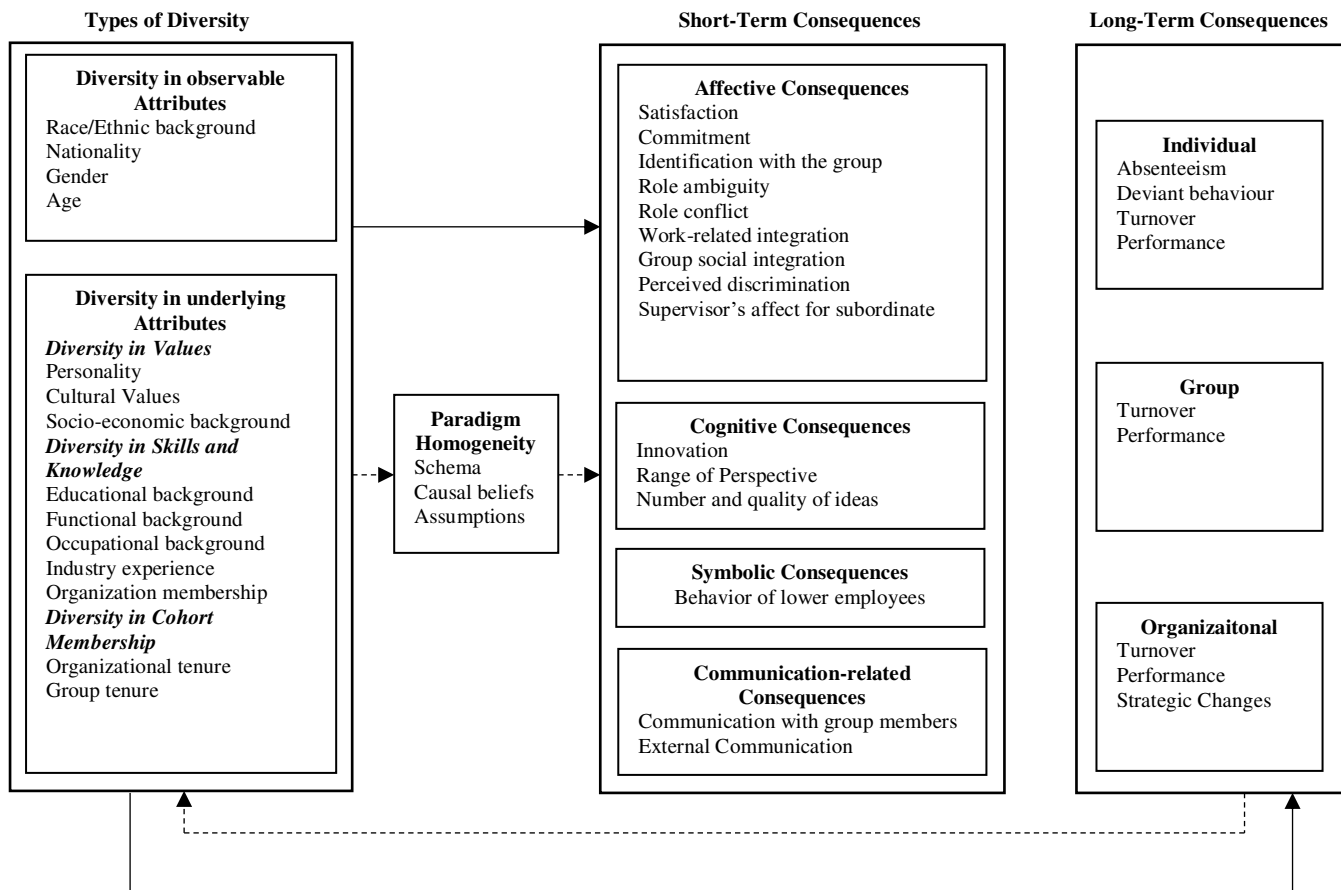 Types of Diversity
Diversity in observable
Attributes
Race/Ethnic background
Nationality
Gender
Age
Diversity in underlying
Attributes
Diversity in Values
Personality
Cultural Values
Socio-economic background
Diversity in Skills and
Knowledge
Educational background
Functional background
Occupational background
Industry experience
Organization membership
Diversity in Cohort
Membership
Organizational tenure
Group tenure
Paradigm
Homogeneity
Schema
Causal beliefs
Assumptions
Short-Term Consequences
Affective Consequences
Satisfaction
Commitment
Identification with the group
Role ambiguity
Role conflict
Work-related integration
Group social integration
Perceived discrimination
Supervisor's affect for subordinate
Cognitive Consequences
Innovation
Range of Perspective
Number and quality of ideas
Symbolic Consequences
Behavior of lower employees
Communication-related
Consequences
Communication with group members
External Communication
Long-Term Consequences
Individual
Absenteeism
Deviant behaviour
Turnover
Performance
Group
Turnover
Performance
Organizaitonal
Turnover
Performance
Strategic Changes